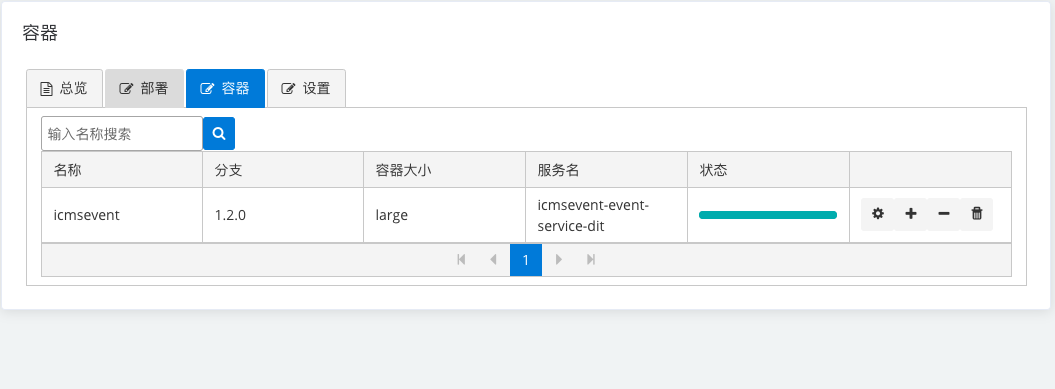 容器
总览 部署 容器 设置
输入名称搜索
名称 分支 容器大小 服务名 状态
icmsevent 1.2.0 large icmsevent-event-
service-dit
1